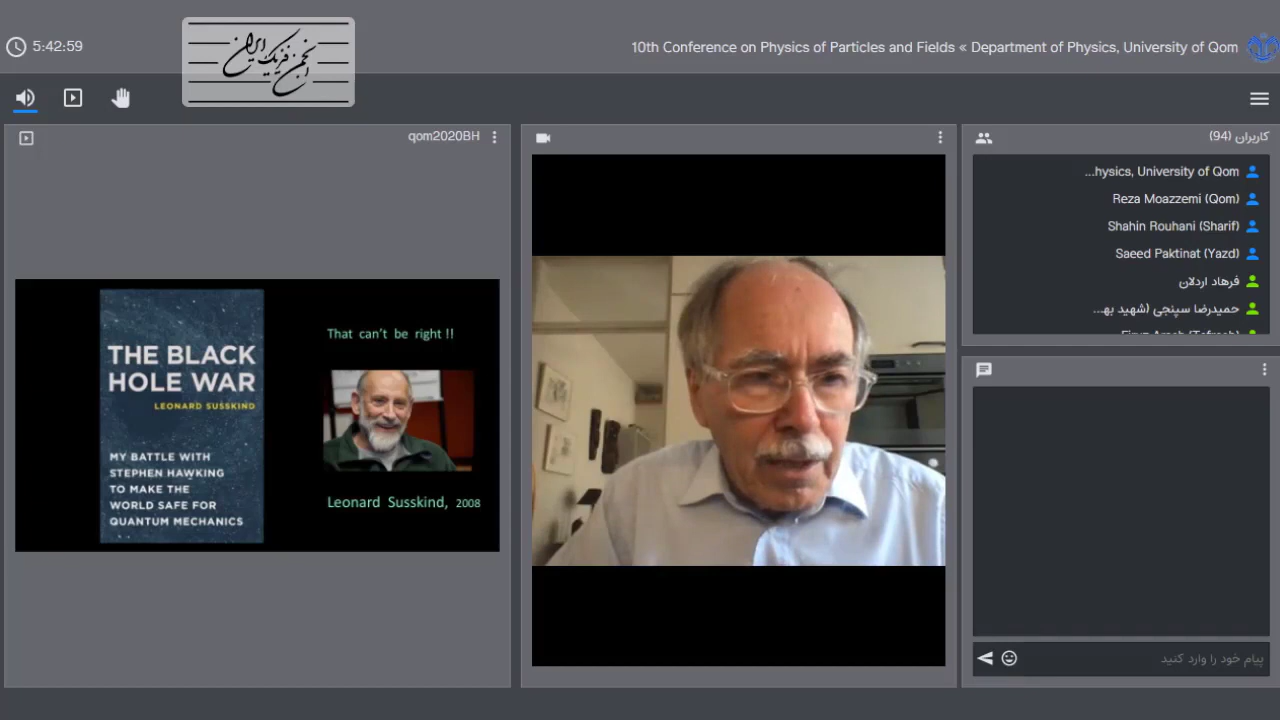 5:42:59
انجمن فیزیک ایران
10th Conference on Physics of Particles and Fields « Department of Physics, University of Qom
qom2020BH
THE BLACK
HOLE WAR
LEONARD SUSSKIND
MY BATTLE WITH
STEPHEN HAWKING
TO MAKE THE
WORLD SAFE FOR
QUANTUM MECHANICS
That can't be right !!
Leonard Susskind, 2008
کاربران (94)
...hysics, University of Qom
Reza Moazzemi (Qom)
Shahin Rouhani (Sharif)
Saeed Paktinat (Yazd)
فرهاد اردلان
حمیدرضا سپنجی (شهید به...
پیام خود را وارد کنید